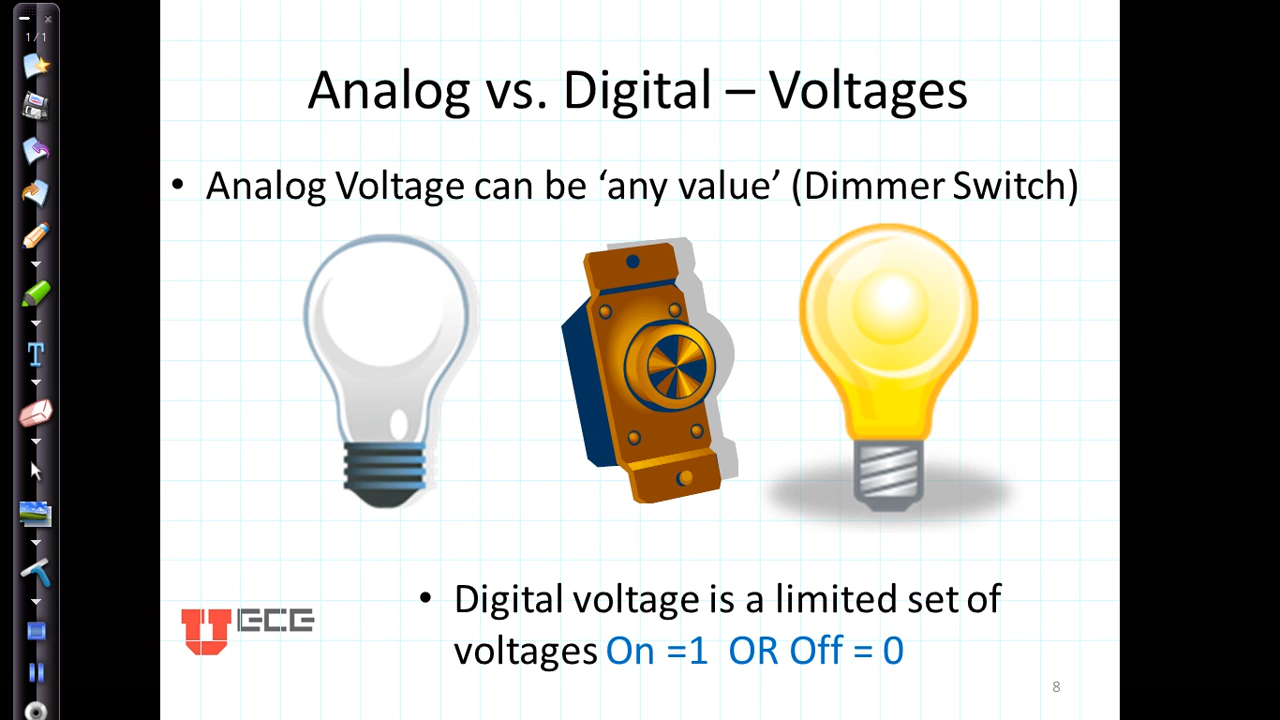 1/1
Analog vs. Digital – Voltages
• Analog Voltage can be ‘any value’ (Dimmer Switch)
• Digital voltage is a limited set of
voltages On =1 OR Off = 0
U ECE
8
T